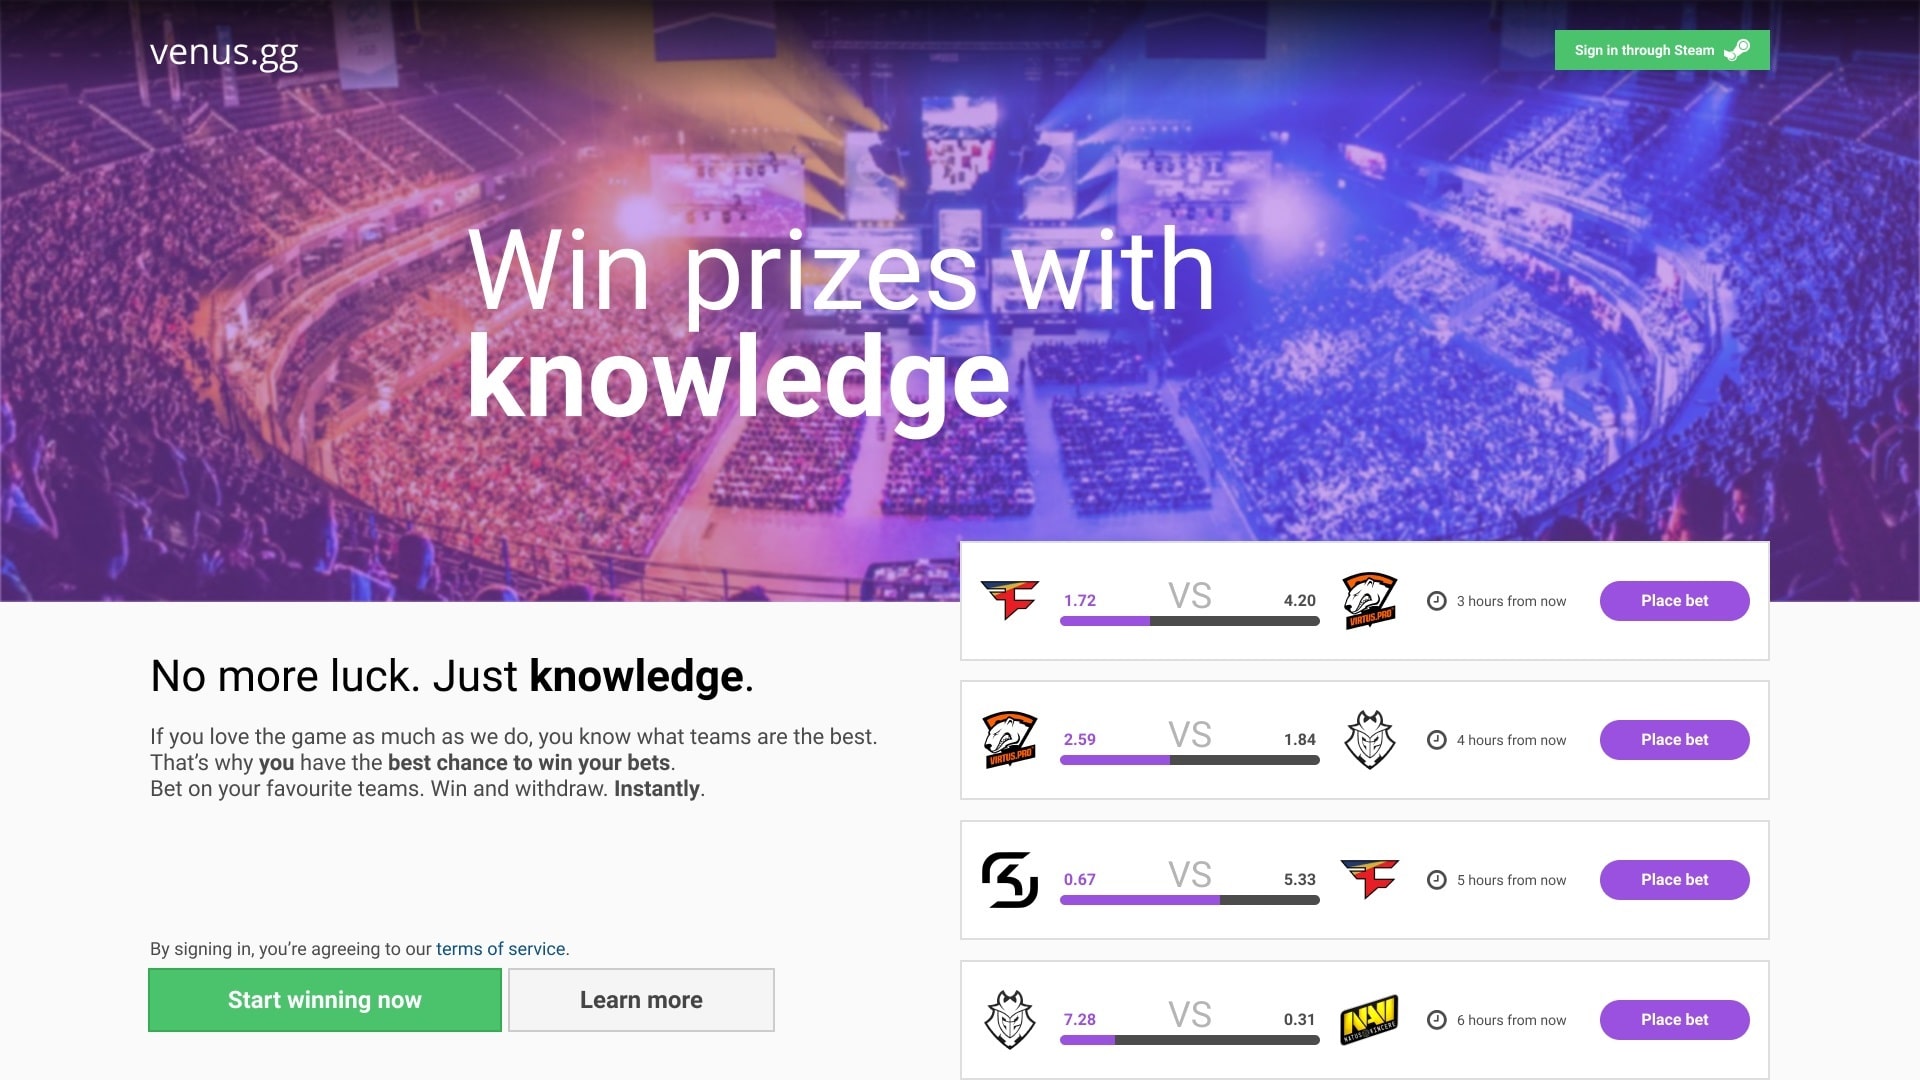 venus.gg
Sign in through Steam
Win prizes with
knowledge
1.72 VS 4.20
VIRTUS.PRO
3 hours from now
Place bet
No more luck. Just knowledge.
If you love the game as much as we do, you know what teams are the best.
That’s why you have the best chance to win your bets.
Bet on your favourite teams. Win and withdraw. Instantly.
VIRTUS.PRO
2.59 VS 1.84
4 hours from now
Place bet
0.67 VS 5.33
5 hours from now
Place bet
By signing in, you’re agreeing to our terms of service.
Start winning now
Learn more
7.28 VS 0.31
NAVI
NATUS VINCERE
6 hours from now
Place bet